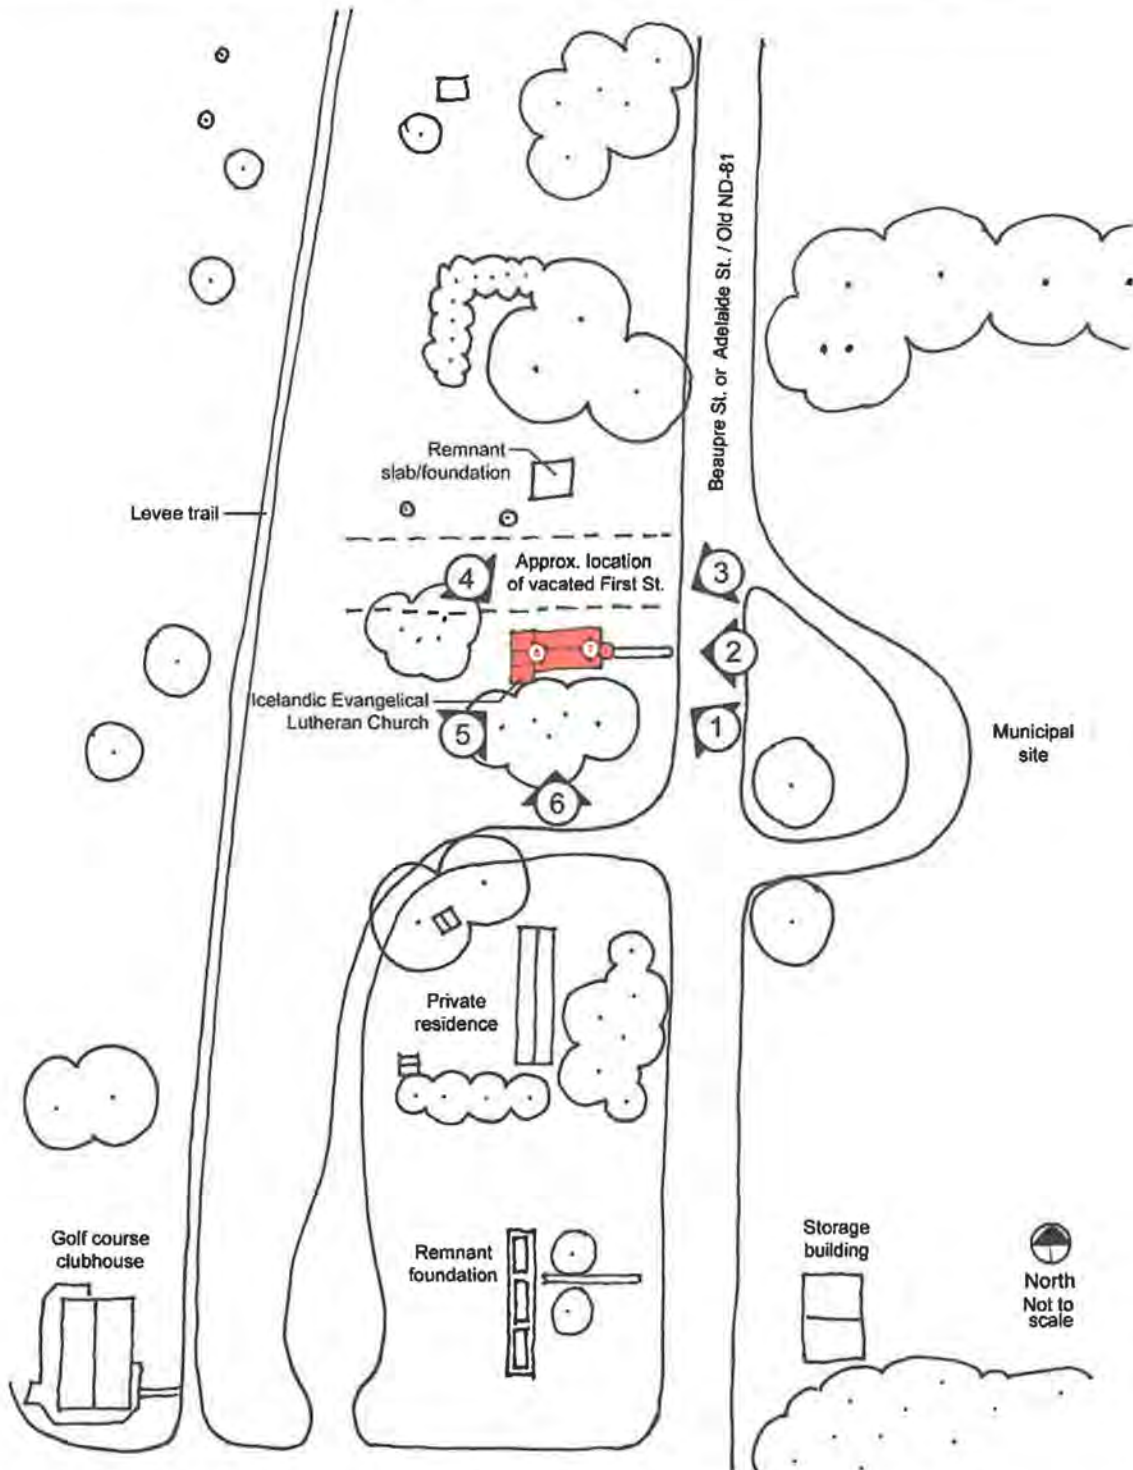 Beaupre St. or Adelaide St. / Old ND-81
Remnant
slab/foundation
Levee trail
Approx. location
of vacated First St.
4
3
2
8
7
Icelandic Evangelical
Lutheran Church
5
1
Municipal
site
6
Private
residence
Golf course
clubhouse
Remnant
foundation
Storage
building
North
Not to
scale